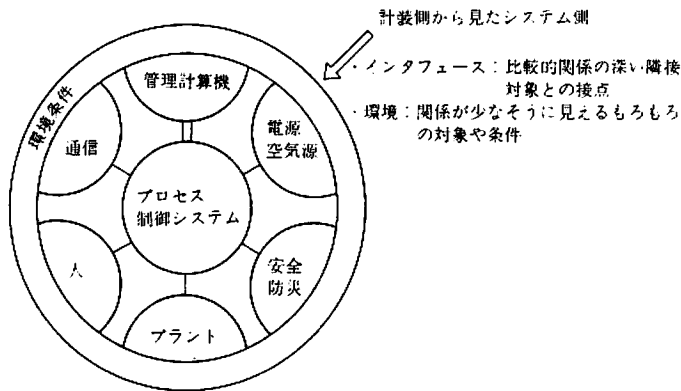 計装側から見たシステム側
・インタフェース：比較的関係の深い隣接
対象との接点
・環境：関係が少なそうに見えるもろもろ
の対象や条件
環境条件
管理計算機
通信
電源
空気源
プロセス
制御システム
人
安全
防災
プラント